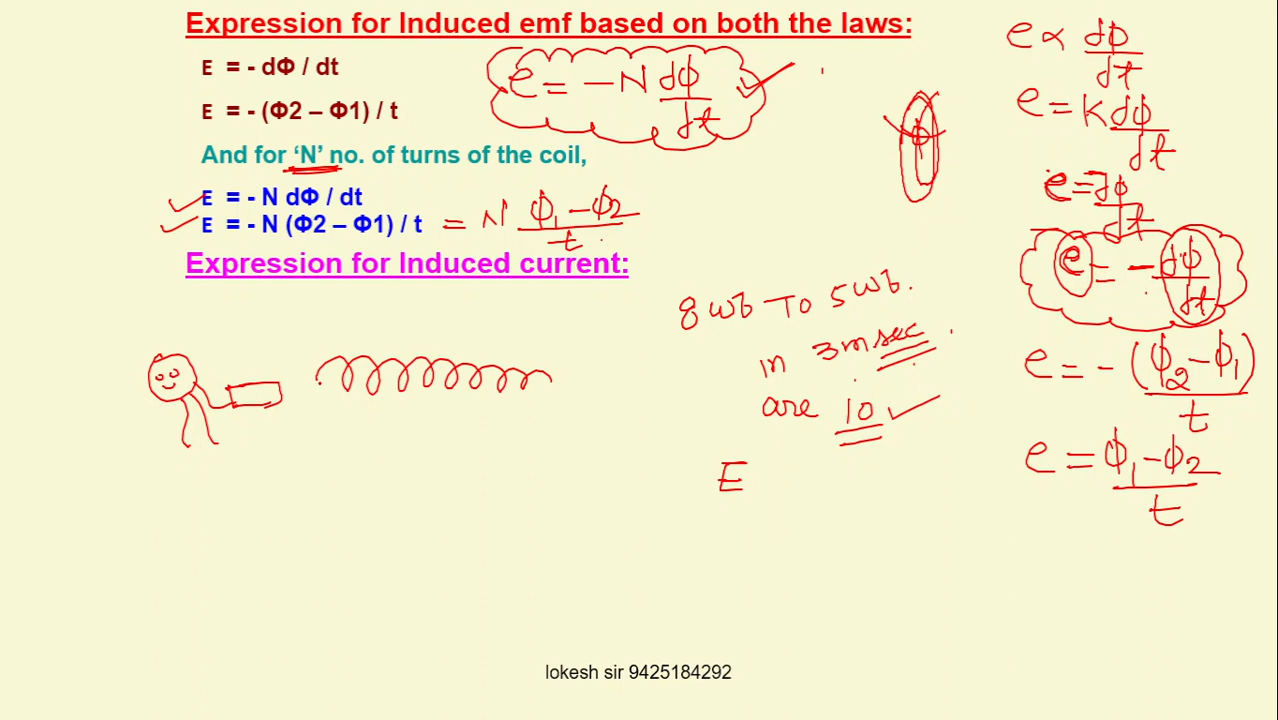 Expression for Induced emf based on both the laws:
E = - dΦ / dt
E = - (Φ2 – Φ1) / t
e = -N dϕ/dt
And for ‘N’ no. of turns of the coil,
E = - N dΦ / dt
E = - N (Φ2 – Φ1) / t = N ϕ1 - ϕ2 / t
Expression for Induced current:
ϕ
8 wb TO 5 wb.
in 3 m sec
are 10
E
e ∝ dϕ/dt
e = K dϕ/dt
e = dϕ/dt
e = - dϕ/dt
e = - (ϕ2 - ϕ1) / t
e = ϕ1 - ϕ2 / t
lokesh sir 9425184292